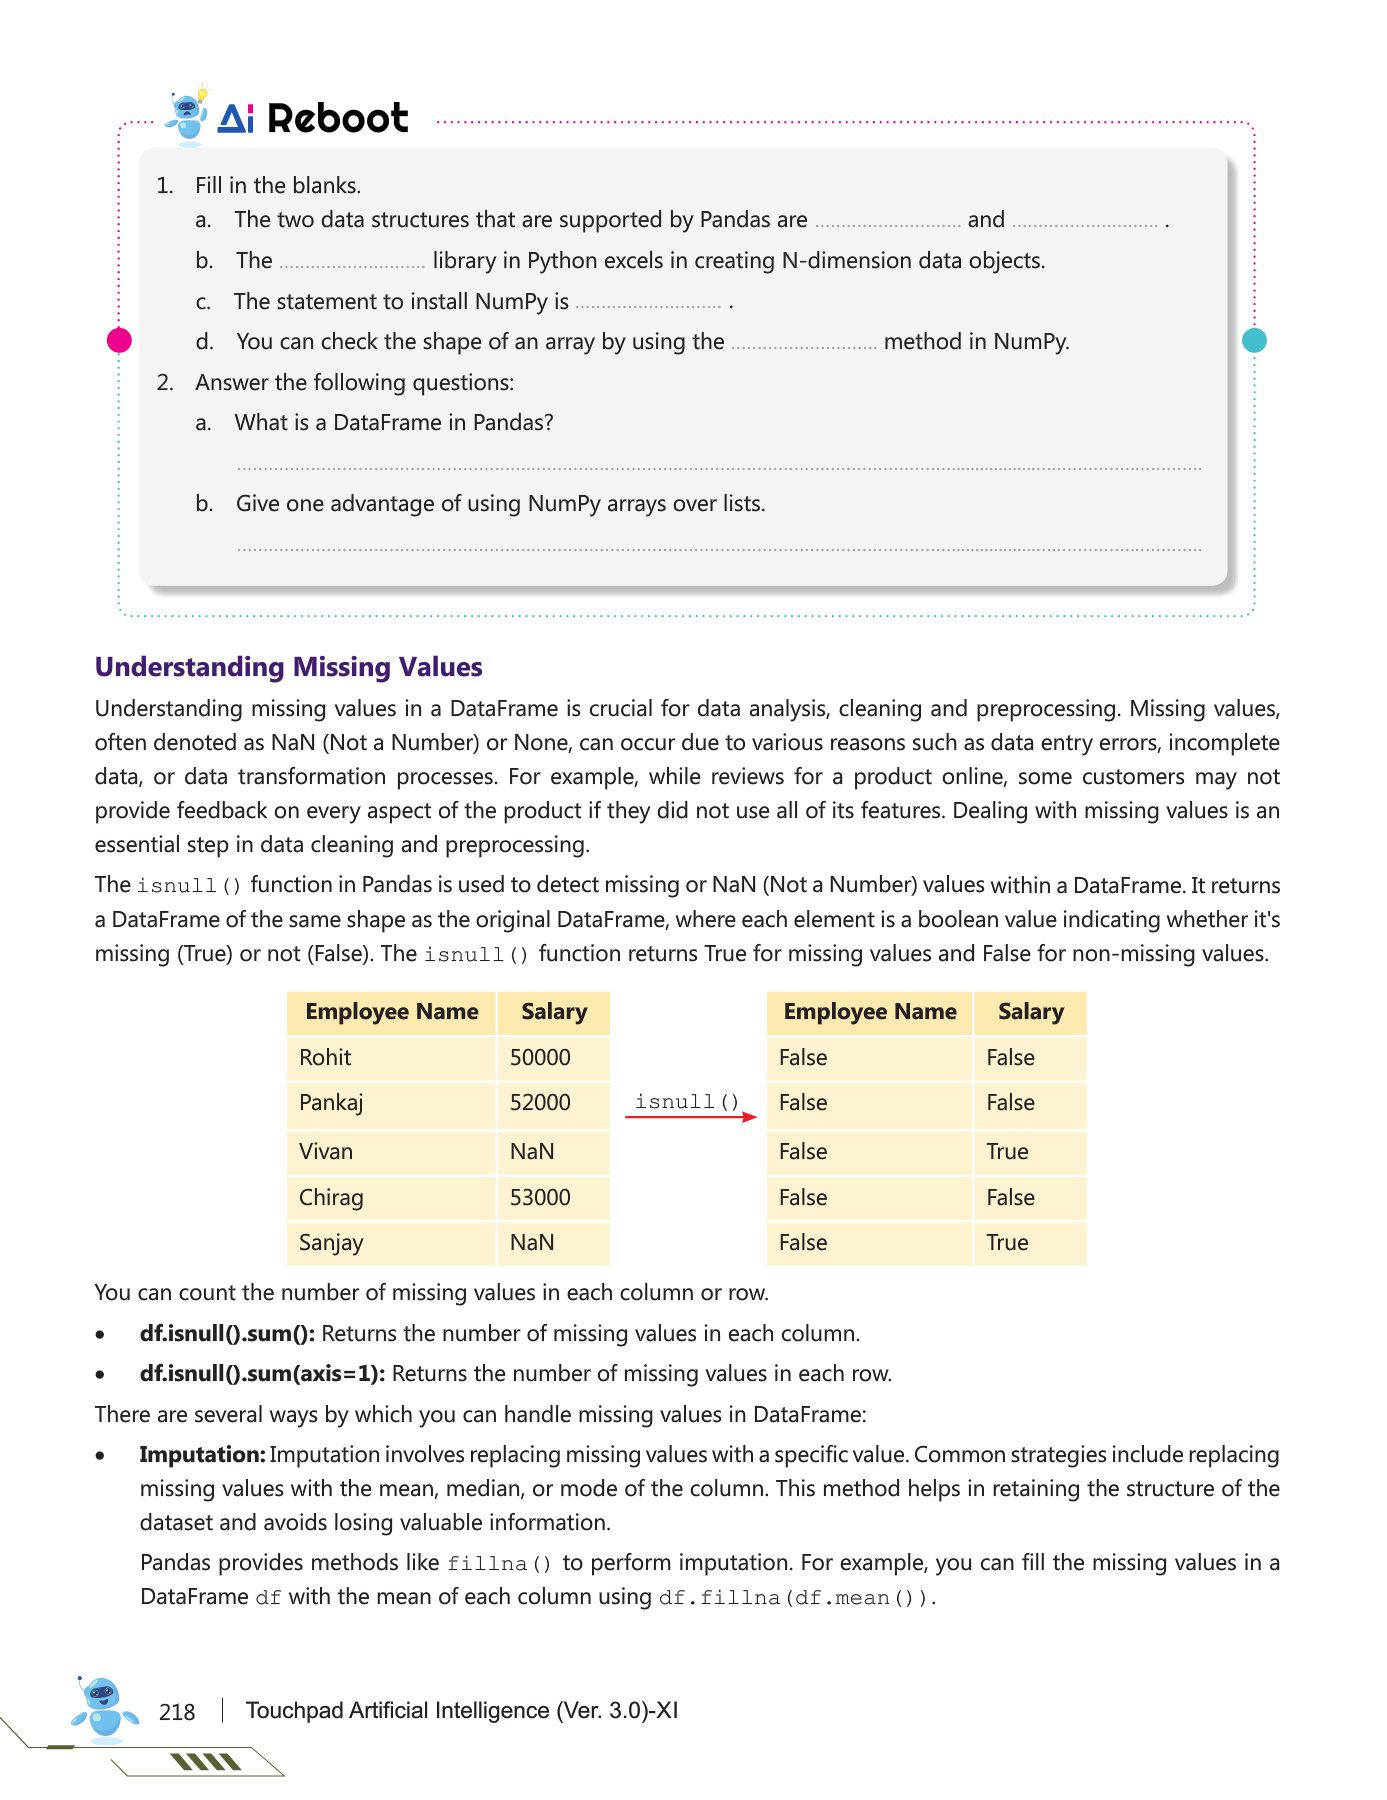 Ai Reboot
1. Fill in the blanks.
a. The two data structures that are supported by Pandas are ............................ and ............................ .
b. The ............................ library in Python excels in creating N-dimension data objects.
c. The statement to install NumPy is ............................ .
d. You can check the shape of an array by using the ............................ method in NumPy.
2. Answer the following questions:
a. What is a DataFrame in Pandas?
b. Give one advantage of using NumPy arrays over lists.
Understanding Missing Values
Understanding missing values in a DataFrame is crucial for data analysis, cleaning and preprocessing. Missing values,
often denoted as NaN (Not a Number) or None, can occur due to various reasons such as data entry errors, incomplete
data, or data transformation processes. For example, while reviews for a product online, some customers may not
provide feedback on every aspect of the product if they did not use all of its features. Dealing with missing values is an
essential step in data cleaning and preprocessing.
The isnull() function in Pandas is used to detect missing or NaN (Not a Number) values within a DataFrame. It returns
a DataFrame of the same shape as the original DataFrame, where each element is a boolean value indicating whether it's
missing (True) or not (False). The isnull() function returns True for missing values and False for non-missing values.
Employee Name Salary
Rohit 50000
Pankaj 52000
Vivan NaN
Chirag 53000
Sanjay NaN
isnull()
Employee Name Salary
False False
False False
False True
False False
False True
You can count the number of missing values in each column or row.
• df.isnull().sum(): Returns the number of missing values in each column.
• df.isnull().sum(axis=1): Returns the number of missing values in each row.
There are several ways by which you can handle missing values in DataFrame:
• Imputation: Imputation involves replacing missing values with a specific value. Common strategies include replacing
missing values with the mean, median, or mode of the column. This method helps in retaining the structure of the
dataset and avoids losing valuable information.
Pandas provides methods like fillna() to perform imputation. For example, you can fill the missing values in a
DataFrame df with the mean of each column using df.fillna(df.mean()).
218 Touchpad Artificial Intelligence (Ver. 3.0)-XI